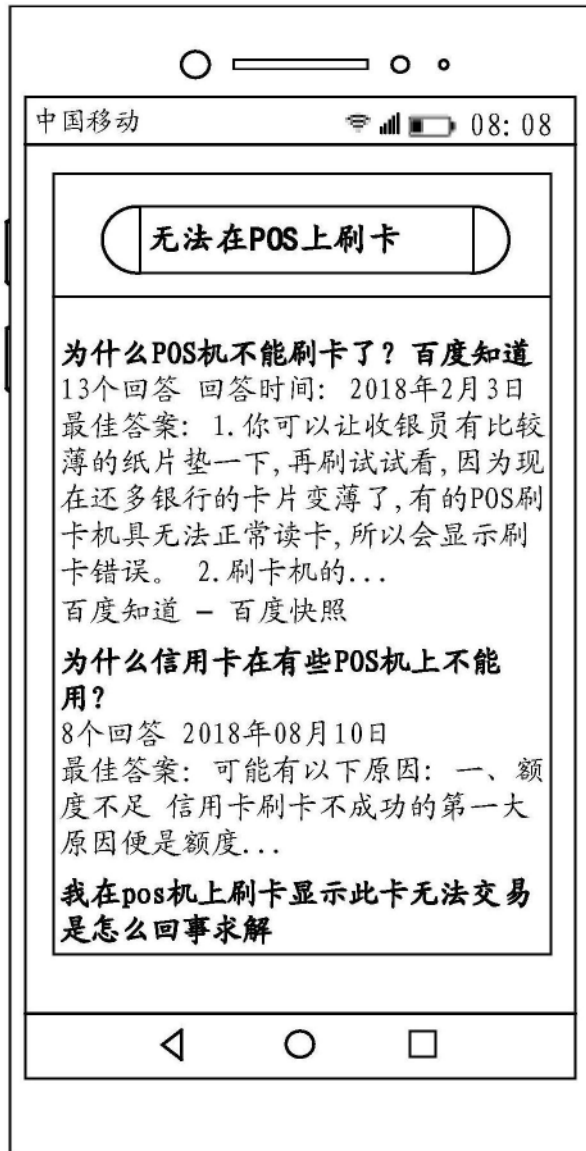 中国移动 08:08
无法在POS上刷卡
为什么POS机不能刷卡了？百度知道
13个回答 回答时间：2018年2月3日
最佳答案：1.你可以让收银员有比较
薄的纸片垫一下,再刷试试看,因为现
在还多银行的卡片变薄了,有的POS刷
卡机具无法正常读卡,所以会显示刷
卡错误。 2.刷卡机的...
百度知道 – 百度快照
为什么信用卡在有些POS机上不能
用？
8个回答 2018年08月10日
最佳答案：可能有以下原因：一、额
度不足 信用卡刷卡不成功的第一大
原因便是额度...
我在pos机上刷卡显示此卡无法交易
是怎么回事求解